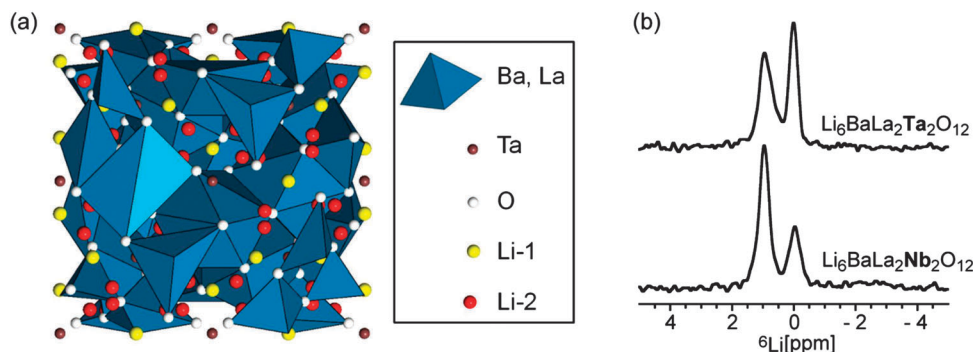 (a)
Ba, La
Ta
O
Li-1
Li-2
(b)
Li₆BaLa₂Ta₂O₁₂
Li₆BaLa₂Nb₂O₁₂
4 2 0 - 2 - 4
⁶Li[ppm]